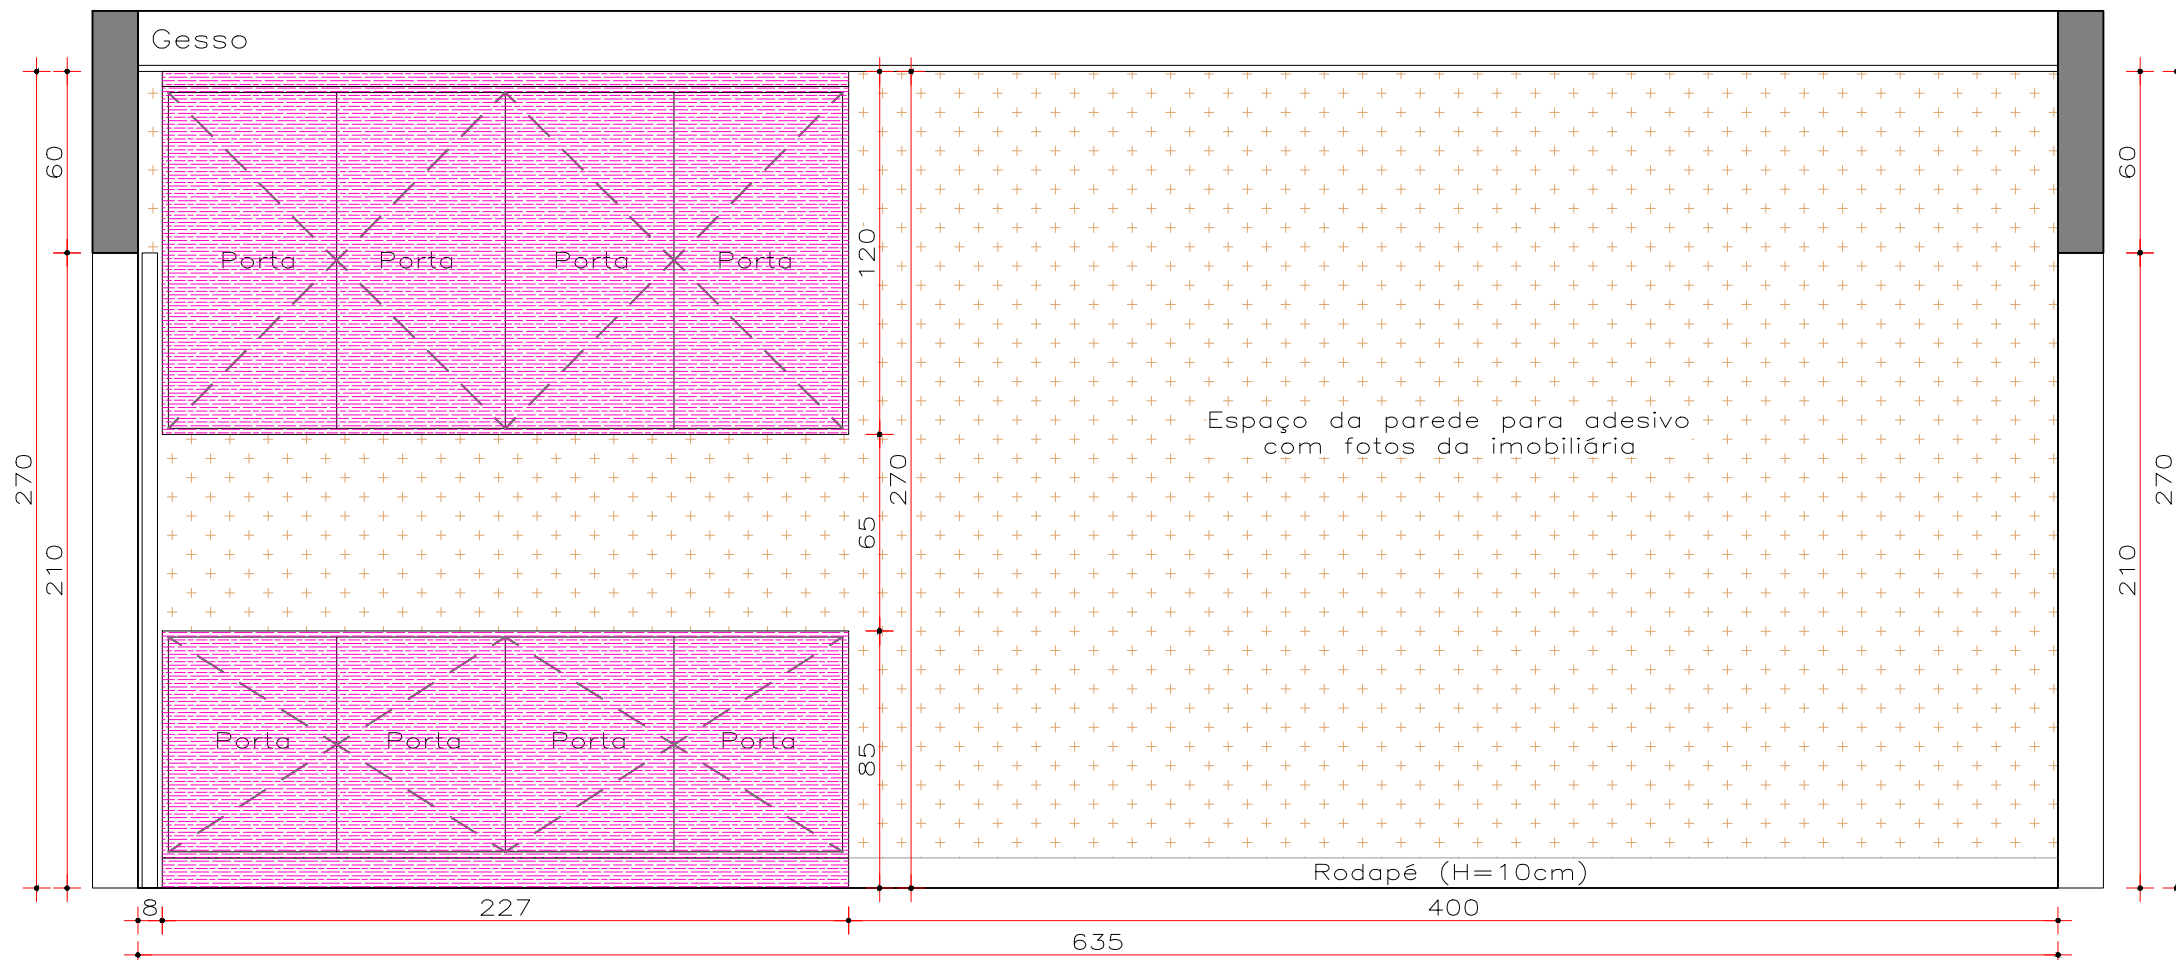 Gesso
60
60
120
Porta Porta Porta Porta
Espaço da parede para adesivo
com fotos da imobiliária
270
270
270
65
210
210
Porta Porta Porta Porta
85
Rodapé (H=10cm)
8 227 400
635